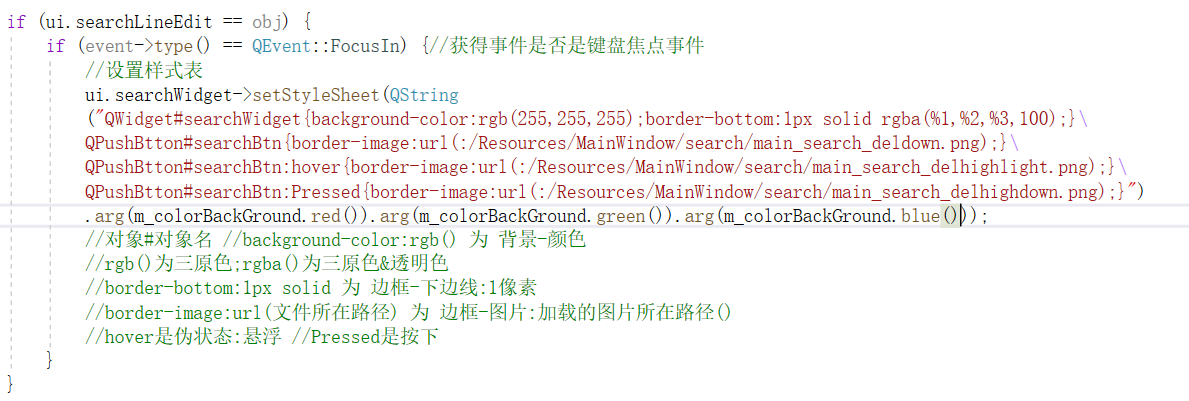 if (ui.searchLineEdit == obj) {
if (event->type() == QEvent::FocusIn) {//获得事件是否是键盘焦点事件
//设置样式表
ui.searchWidget->setStyleSheet(QString
("QWidget#searchWidget{background-color:rgb(255,255,255);border-bottom:1px solid rgba(%1,%2,%3,100);}\
QPushBtton#searchBtn{border-image:url(:/Resources/MainWindow/search/main_search_deldown.png);}\
QPushBtton#searchBtn:hover{border-image:url(:/Resources/MainWindow/search/main_search_delhighlight.png);}\
QPushBtton#searchBtn:Pressed{border-image:url(:/Resources/MainWindow/search/main_search_delhighdown.png);}")
.arg(m_colorBackGround.red()).arg(m_colorBackGround.green()).arg(m_colorBackGround.blue()));
//对象#对象名 //background-color:rgb() 为 背景-颜色
//rgb()为三原色;rgba()为三原色&透明色
//border-bottom:1px solid 为 边框-下边线:1像素
//border-image:url(文件所在路径) 为 边框-图片:加载的图片所在路径()
//hover是伪状态:悬浮 //Pressed是按下
}
}